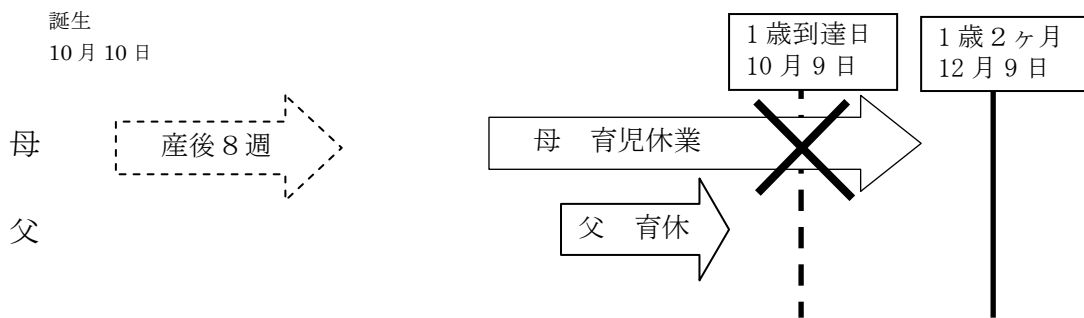 誕生
10月10日
1歳到達日
10月9日
1歳2ヶ月
12月9日
母
産後8週
母 育児休業
父
父 育休